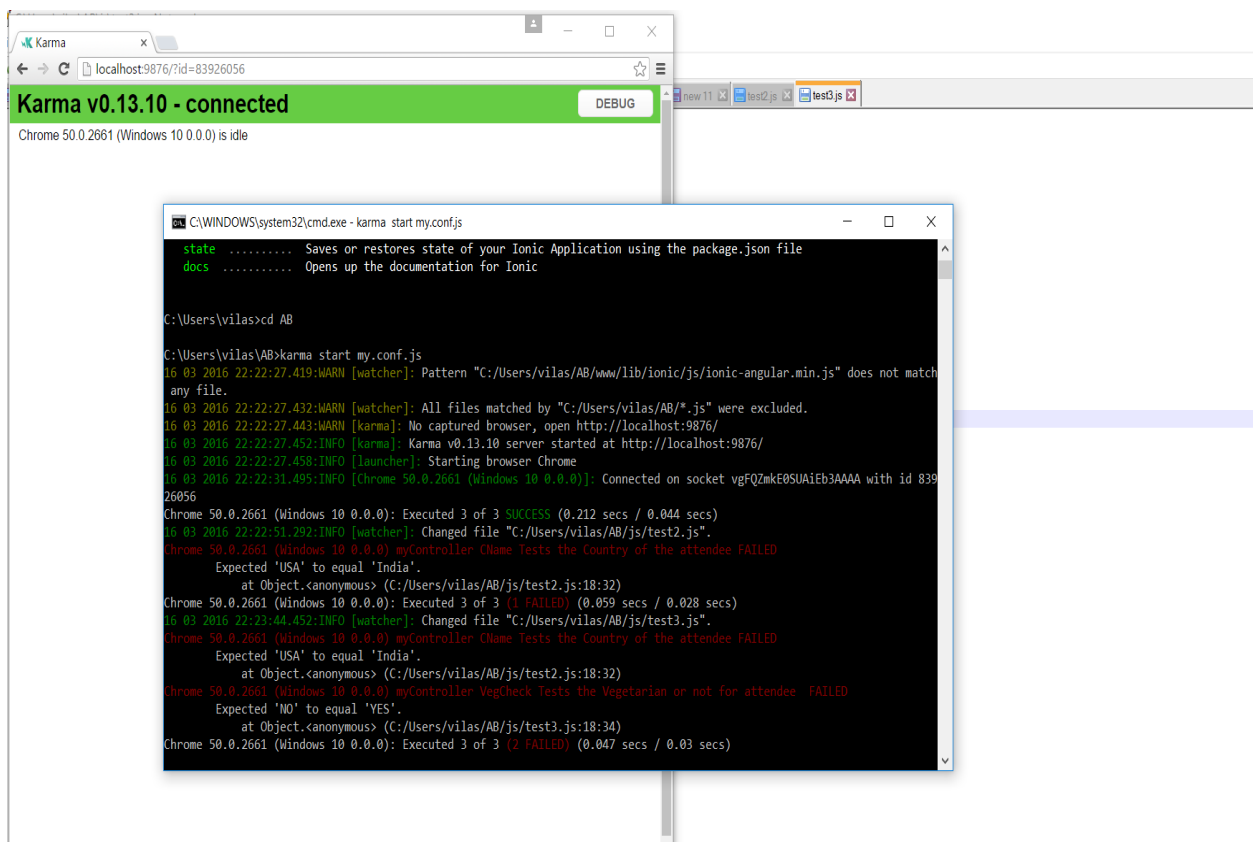 Karma
localhost:9876/?id=83926056
Karma v0.13.10 - connected
DEBUG
Chrome 50.0.2661 (Windows 10 0.0.0) is idle
new 11
test2.js
test3.js
C:\WINDOWS\system32\cmd.exe - karma start my.conf.js
state .......... Saves or restores state of your Ionic Application using the package.json file
docs ........... Opens up the documentation for Ionic
C:\Users\vilas>cd AB
C:\Users\vilas\AB>karma start my.conf.js
16 03 2016 22:22:27.419:WARN [watcher]: Pattern "C:/Users/vilas/AB/www/lib/ionic/js/ionic-angular.min.js" does not match
any file.
16 03 2016 22:22:27.432:WARN [watcher]: All files matched by "C:/Users/vilas/AB/*.js" were excluded.
16 03 2016 22:22:27.443:WARN [karma]: No captured browser, open http://localhost:9876/
16 03 2016 22:22:27.452:INFO [karma]: Karma v0.13.10 server started at http://localhost:9876/
16 03 2016 22:22:27.458:INFO [launcher]: Starting browser Chrome
16 03 2016 22:22:31.495:INFO [Chrome 50.0.2661 (Windows 10 0.0.0)]: Connected on socket vgFQZmkE0SUAiEb3AAAA with id 839
26056
Chrome 50.0.2661 (Windows 10 0.0.0): Executed 3 of 3 SUCCESS (0.212 secs / 0.044 secs)
16 03 2016 22:22:51.292:INFO [watcher]: Changed file "C:/Users/vilas/AB/js/test2.js".
Chrome 50.0.2661 (Windows 10 0.0.0) myController CName Tests the Country of the attendee FAILED
Expected 'USA' to equal 'India'.
at Object.<anonymous> (C:/Users/vilas/AB/js/test2.js:18:32)
Chrome 50.0.2661 (Windows 10 0.0.0): Executed 3 of 3 (1 FAILED) (0.059 secs / 0.028 secs)
16 03 2016 22:23:44.452:INFO [watcher]: Changed file "C:/Users/vilas/AB/js/test3.js".
Chrome 50.0.2661 (Windows 10 0.0.0) myController CName Tests the Country of the attendee FAILED
Expected 'USA' to equal 'India'.
at Object.<anonymous> (C:/Users/vilas/AB/js/test2.js:18:32)
Chrome 50.0.2661 (Windows 10 0.0.0) myController VegCheck Tests the Vegetarian or not for attendee  FAILED
Expected 'NO' to equal 'YES'.
at Object.<anonymous> (C:/Users/vilas/AB/js/test3.js:18:34)
Chrome 50.0.2661 (Windows 10 0.0.0): Executed 3 of 3 (2 FAILED) (0.047 secs / 0.03 secs)